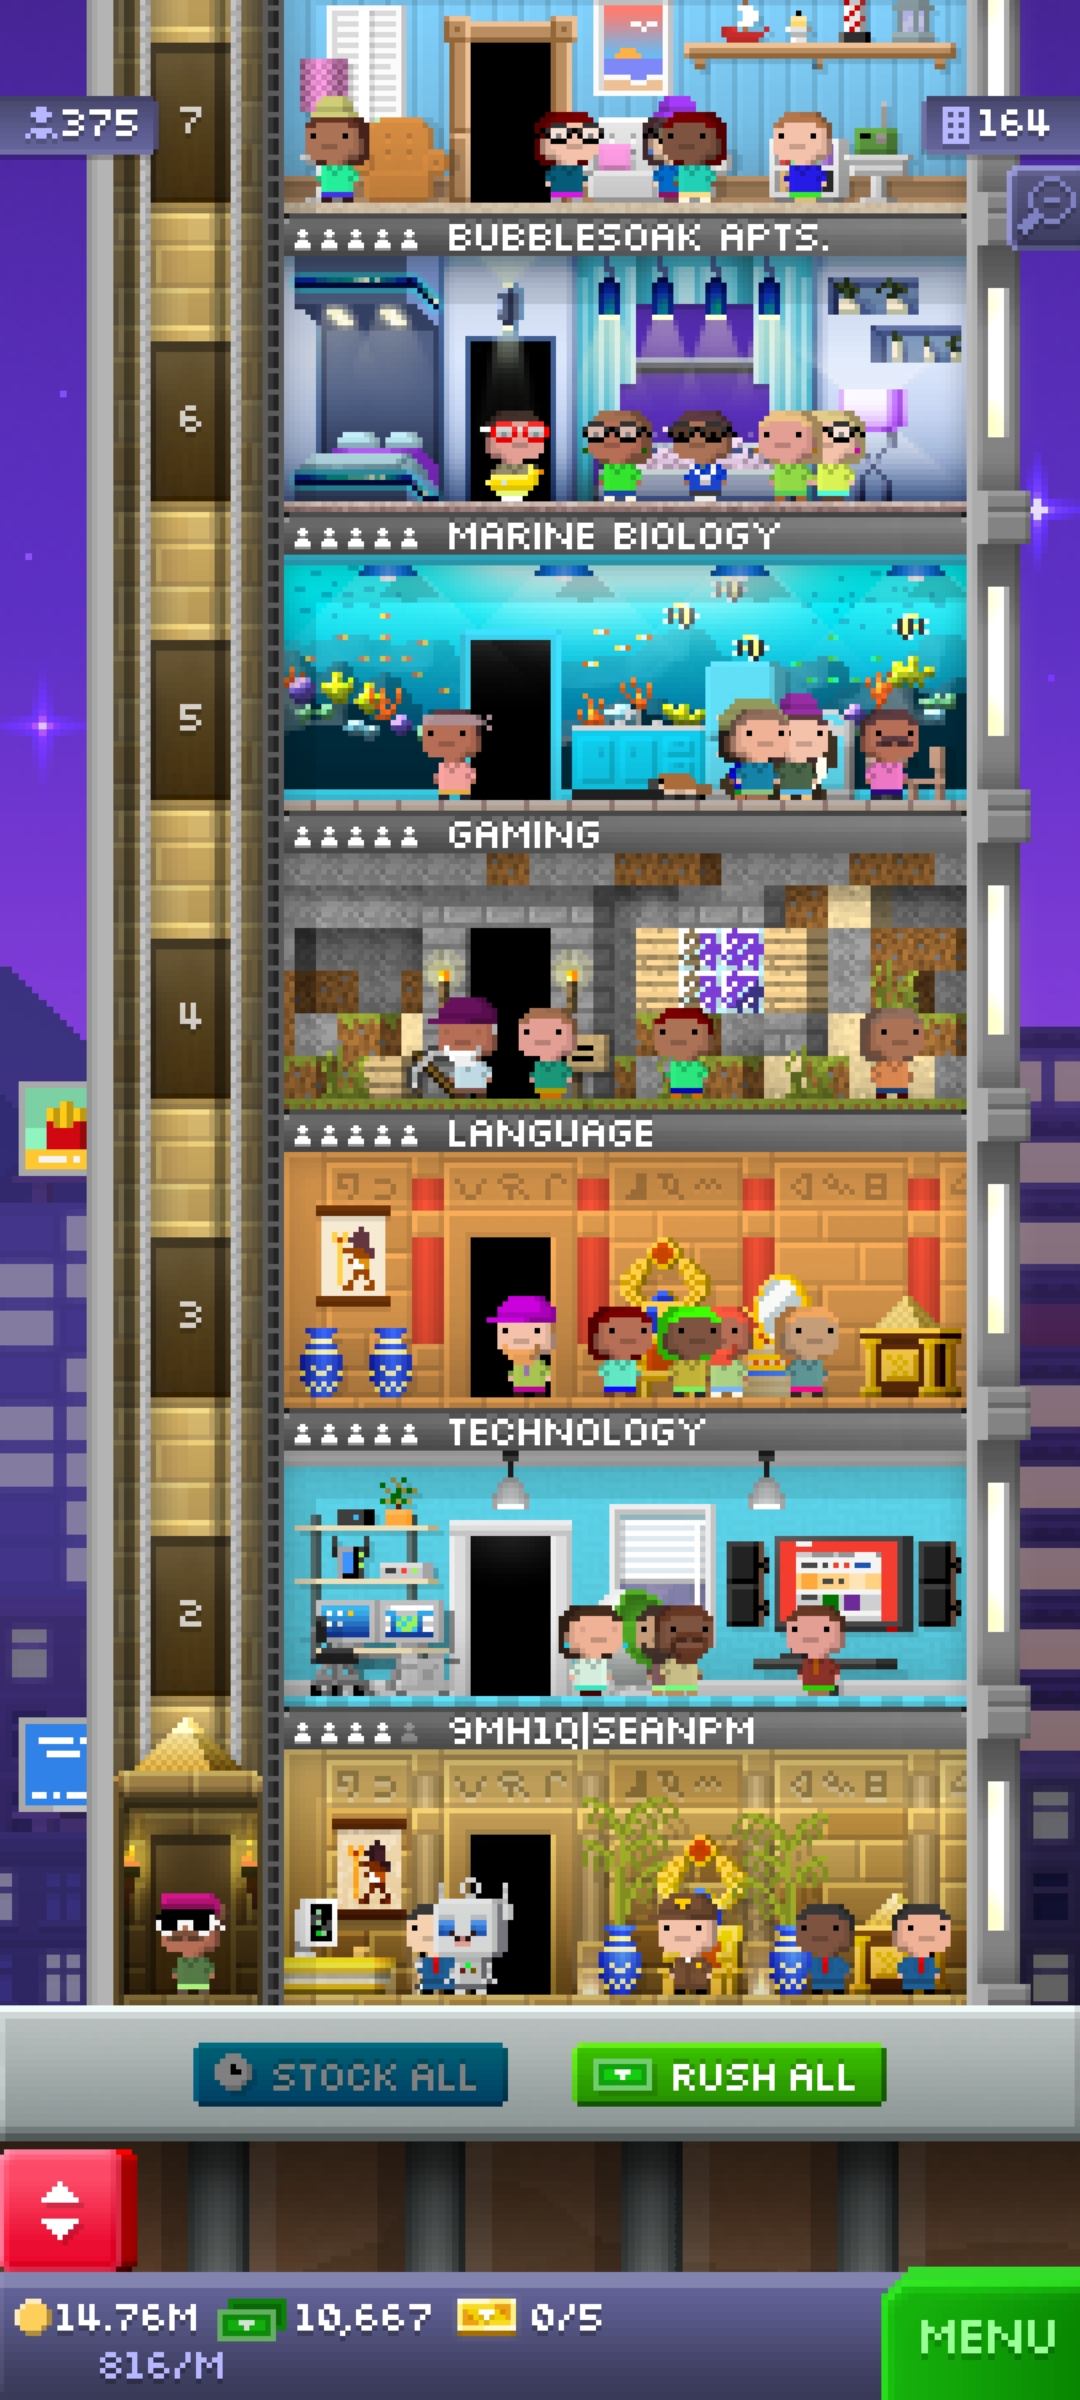 375
7
164
BUBBLESOAK APTS.
6
MARINE BIOLOGY
5
GAMING
4
LANGUAGE
3
TECHNOLOGY
2
9MH1Q|SEANPM
STOCK ALL
RUSH ALL
14.76M
10,667
0/5
816/M
MENU